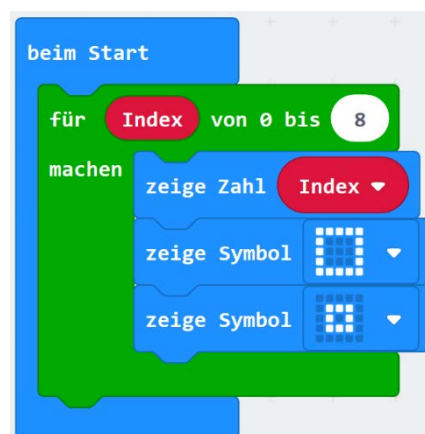 beim Start
für Index von 0 bis 8
machen
zeige Zahl Index
zeige Symbol
zeige Symbol